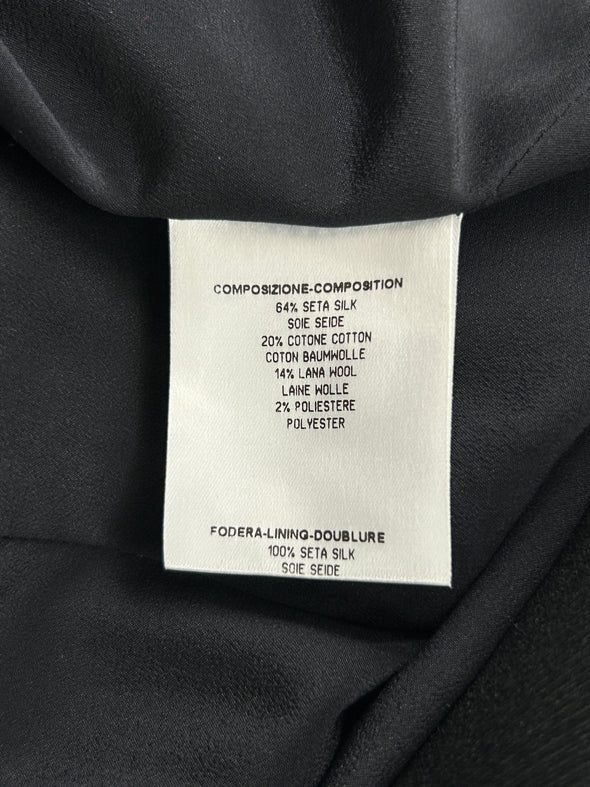 COMPOSIZIONE-COMPOSITION
64% SETA SILK
SOIE SEIDE
20% COTONE COTTON
COTON BAUMWOLLE
14% LANA WOOL
LAINE WOLLE
2% POLIESTERE
POLYESTER
FODERA-LINING-DOUBLURE
100% SETA SILK
SOIE SEIDE